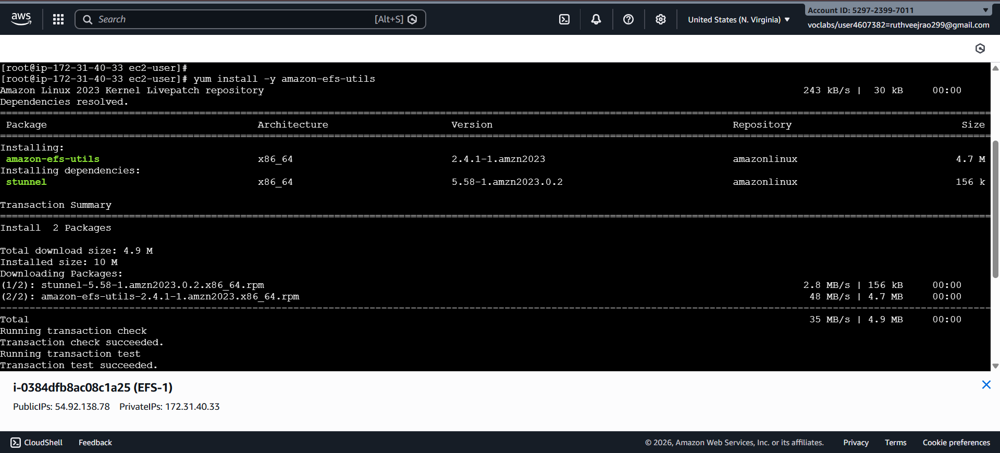 aws
Search [Alt+S]
United States (N. Virginia)
Account ID: 5297-2399-7011
voclabs/user4607382=ruthveejrao299@gmail.com
[root@ip-172-31-40-33 ec2-user]#
[root@ip-172-31-40-33 ec2-user]# yum install -y amazon-efs-utils
Amazon Linux 2023 Kernel Livepatch repository 243 kB/s | 30 kB 00:00
Dependencies resolved.
Package Architecture Version Repository Size
Installing:
amazon-efs-utils x86_64 2.4.1-1.amzn2023 amazonlinux 4.7 M
Installing dependencies:
stunnel x86_64 5.58-1.amzn2023.0.2 amazonlinux 156 k
Transaction Summary
Install 2 Packages
Total download size: 4.9 M
Installed size: 10 M
Downloading Packages:
(1/2): stunnel-5.58-1.amzn2023.0.2.x86_64.rpm 2.8 MB/s | 156 kB 00:00
(2/2): amazon-efs-utils-2.4.1-1.amzn2023.x86_64.rpm 48 MB/s | 4.7 MB 00:00
Total 35 MB/s | 4.9 MB 00:00
Running transaction check
Transaction check succeeded.
Running transaction test
Transaction test succeeded.
i-0384dfb8ac08c1a25 (EFS-1)
PublicIPs: 54.92.138.78 PrivateIPs: 172.31.40.33
CloudShell Feedback © 2026, Amazon Web Services, Inc. or its affiliates. Privacy Terms Cookie preferences